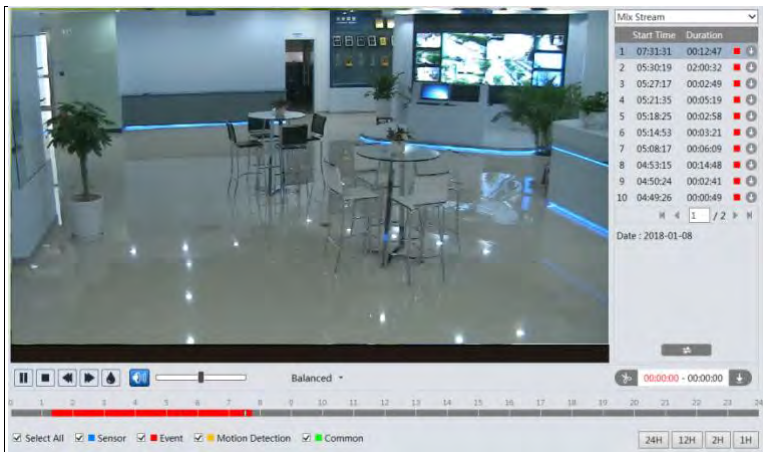 Mix Stream
Start Time Duration
1 07:31:31 00:12:47
2 05:30:19 02:00:32
3 05:27:17 00:02:49
4 05:21:35 00:05:19
5 05:18:25 00:02:58
6 05:14:53 00:03:21
7 05:08:17 00:06:09
8 04:53:15 00:14:48
9 04:50:24 00:02:41
10 04:49:26 00:00:49
1 / 2
Date : 2018-01-08
Balanced
00:00:00 - 00:00:00
0 1 2 3 4 5 6 7 8 9 10 11 12 13 14 15 16 17 18 19 20 21 22 23 24
Select All Sensor Event Motion Detection Common
24H 12H 2H 1H